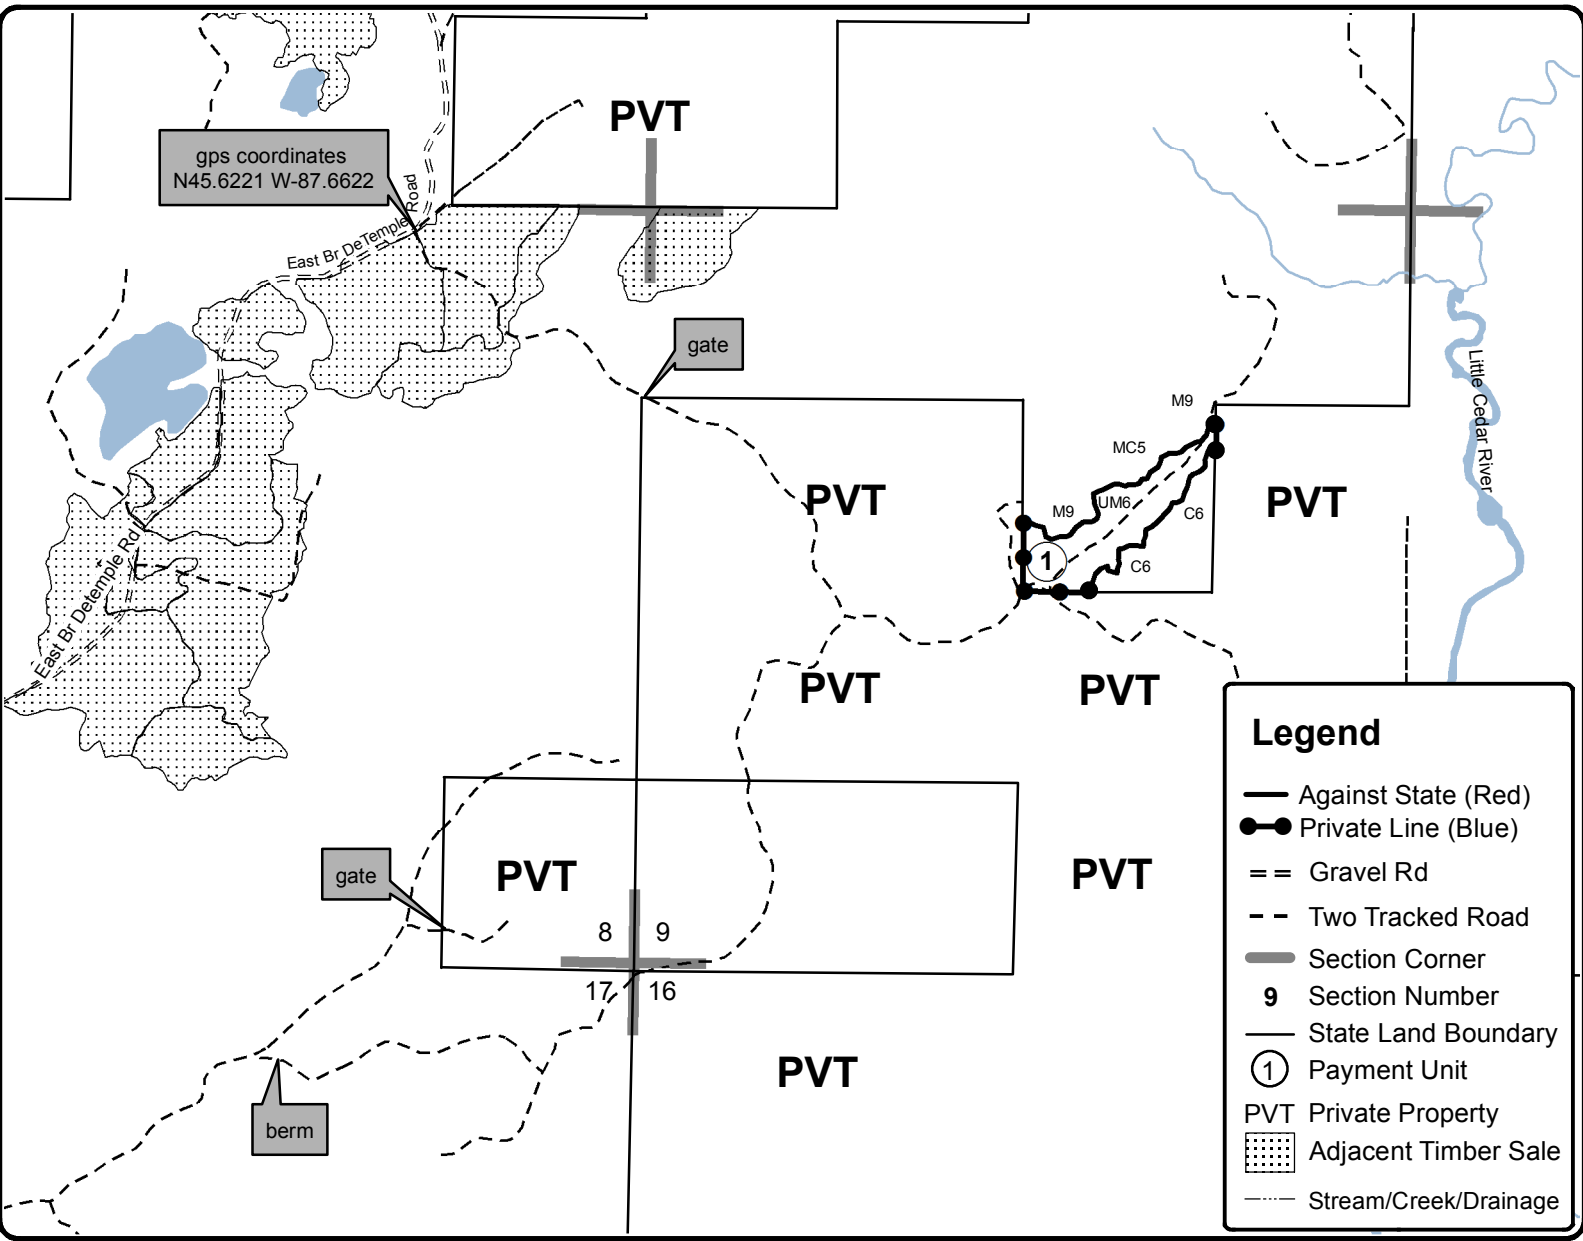 PVT
gps coordinates
N45.6221 W-87.6622
East Br DeTemple Road
gate
Little Cedar River
M9
MC5
PVT
UM6
M9
C6
PVT
1
C6
East Br Detemple Rd
PVT
PVT
gate
PVT
PVT
8 9
17 16
PVT
berm
Legend
Against State (Red)
Private Line (Blue)
Gravel Rd
Two Tracked Road
Section Corner
9 Section Number
State Land Boundary
1 Payment Unit
PVT Private Property
Adjacent Timber Sale
Stream/Creek/Drainage